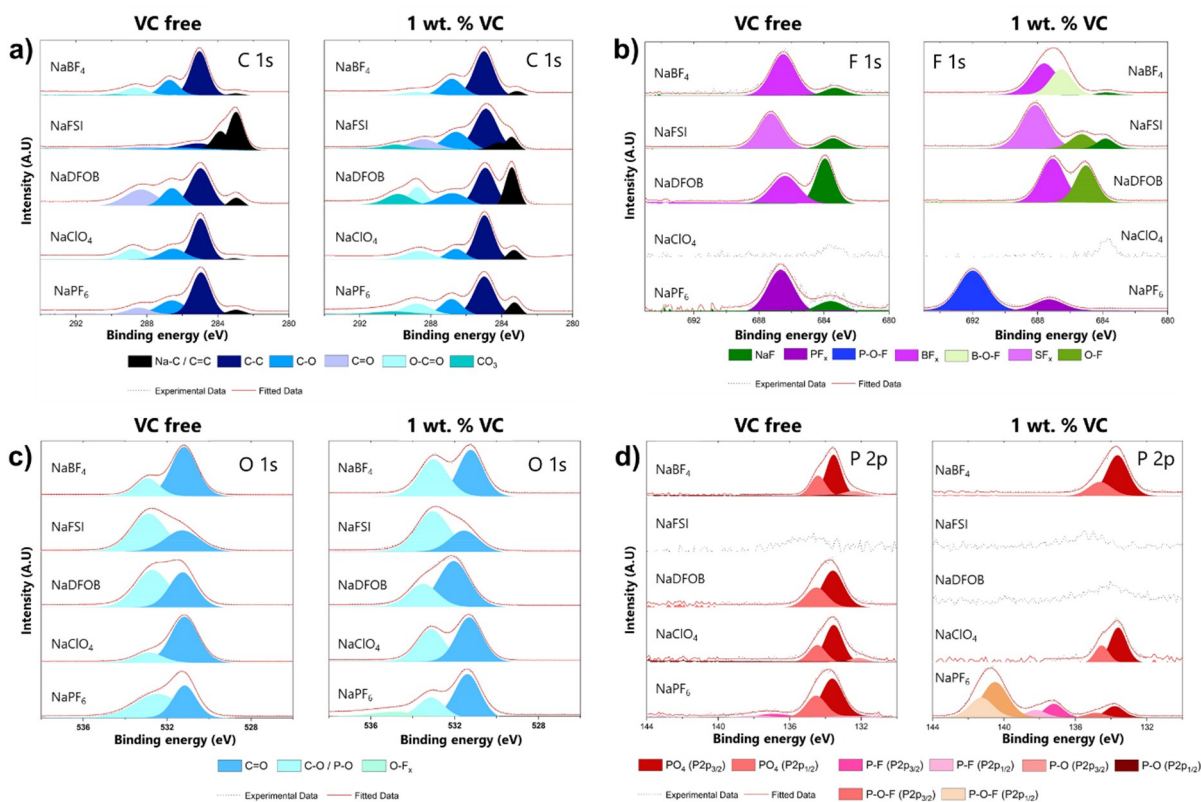 a)
VC free
1 wt. % VC
C 1s
C 1s
NaBF4
NaFSI
NaDFOB
NaClO4
NaPF6
NaBF4
NaFSI
NaDFOB
NaClO4
NaPF6
Intensity (A.U)
292 288 284 280
292 288 284 280
Binding energy (eV)
Binding energy (eV)
Na-C / C=C C-C C-O C=O O-C=O CO3
Experimental Data Fitted Data
b)
VC free
1 wt. % VC
F 1s
F 1s
NaBF4
NaFSI
NaDFOB
NaClO4
NaPF6
NaBF4
NaFSI
NaDFOB
NaClO4
NaPF6
Intensity (A.U)
692 688 684 680
692 688 684 680
Binding energy (eV)
Binding energy (eV)
NaF PFx P-O-F BFx B-O-F SFx O-F
Experimental Data Fitted Data
c)
VC free
1 wt. % VC
O 1s
O 1s
NaBF4
NaFSI
NaDFOB
NaClO4
NaPF6
NaBF4
NaFSI
NaDFOB
NaClO4
NaPF6
Intensity (A.U)
536 532 528
536 532 528
Binding energy (eV)
Binding energy (eV)
C=O C-O / P-O O-Fx
Experimental Data Fitted Data
d)
VC free
1 wt. % VC
P 2p
P 2p
NaBF4
NaFSI
NaDFOB
NaClO4
NaPF6
NaBF4
NaFSI
NaDFOB
NaClO4
NaPF6
Intensity (A.U)
144 140 136 132
144 140 136 132
Binding energy (eV)
Binding energy (eV)
PO4 (P2p3/2) PO4 (P2p1/2) P-F (P2p3/2) P-F (P2p1/2) P-O (P2p3/2) P-O (P2p1/2)
Experimental Data Fitted Data P-O-F (P2p3/2) P-O-F (P2p1/2)